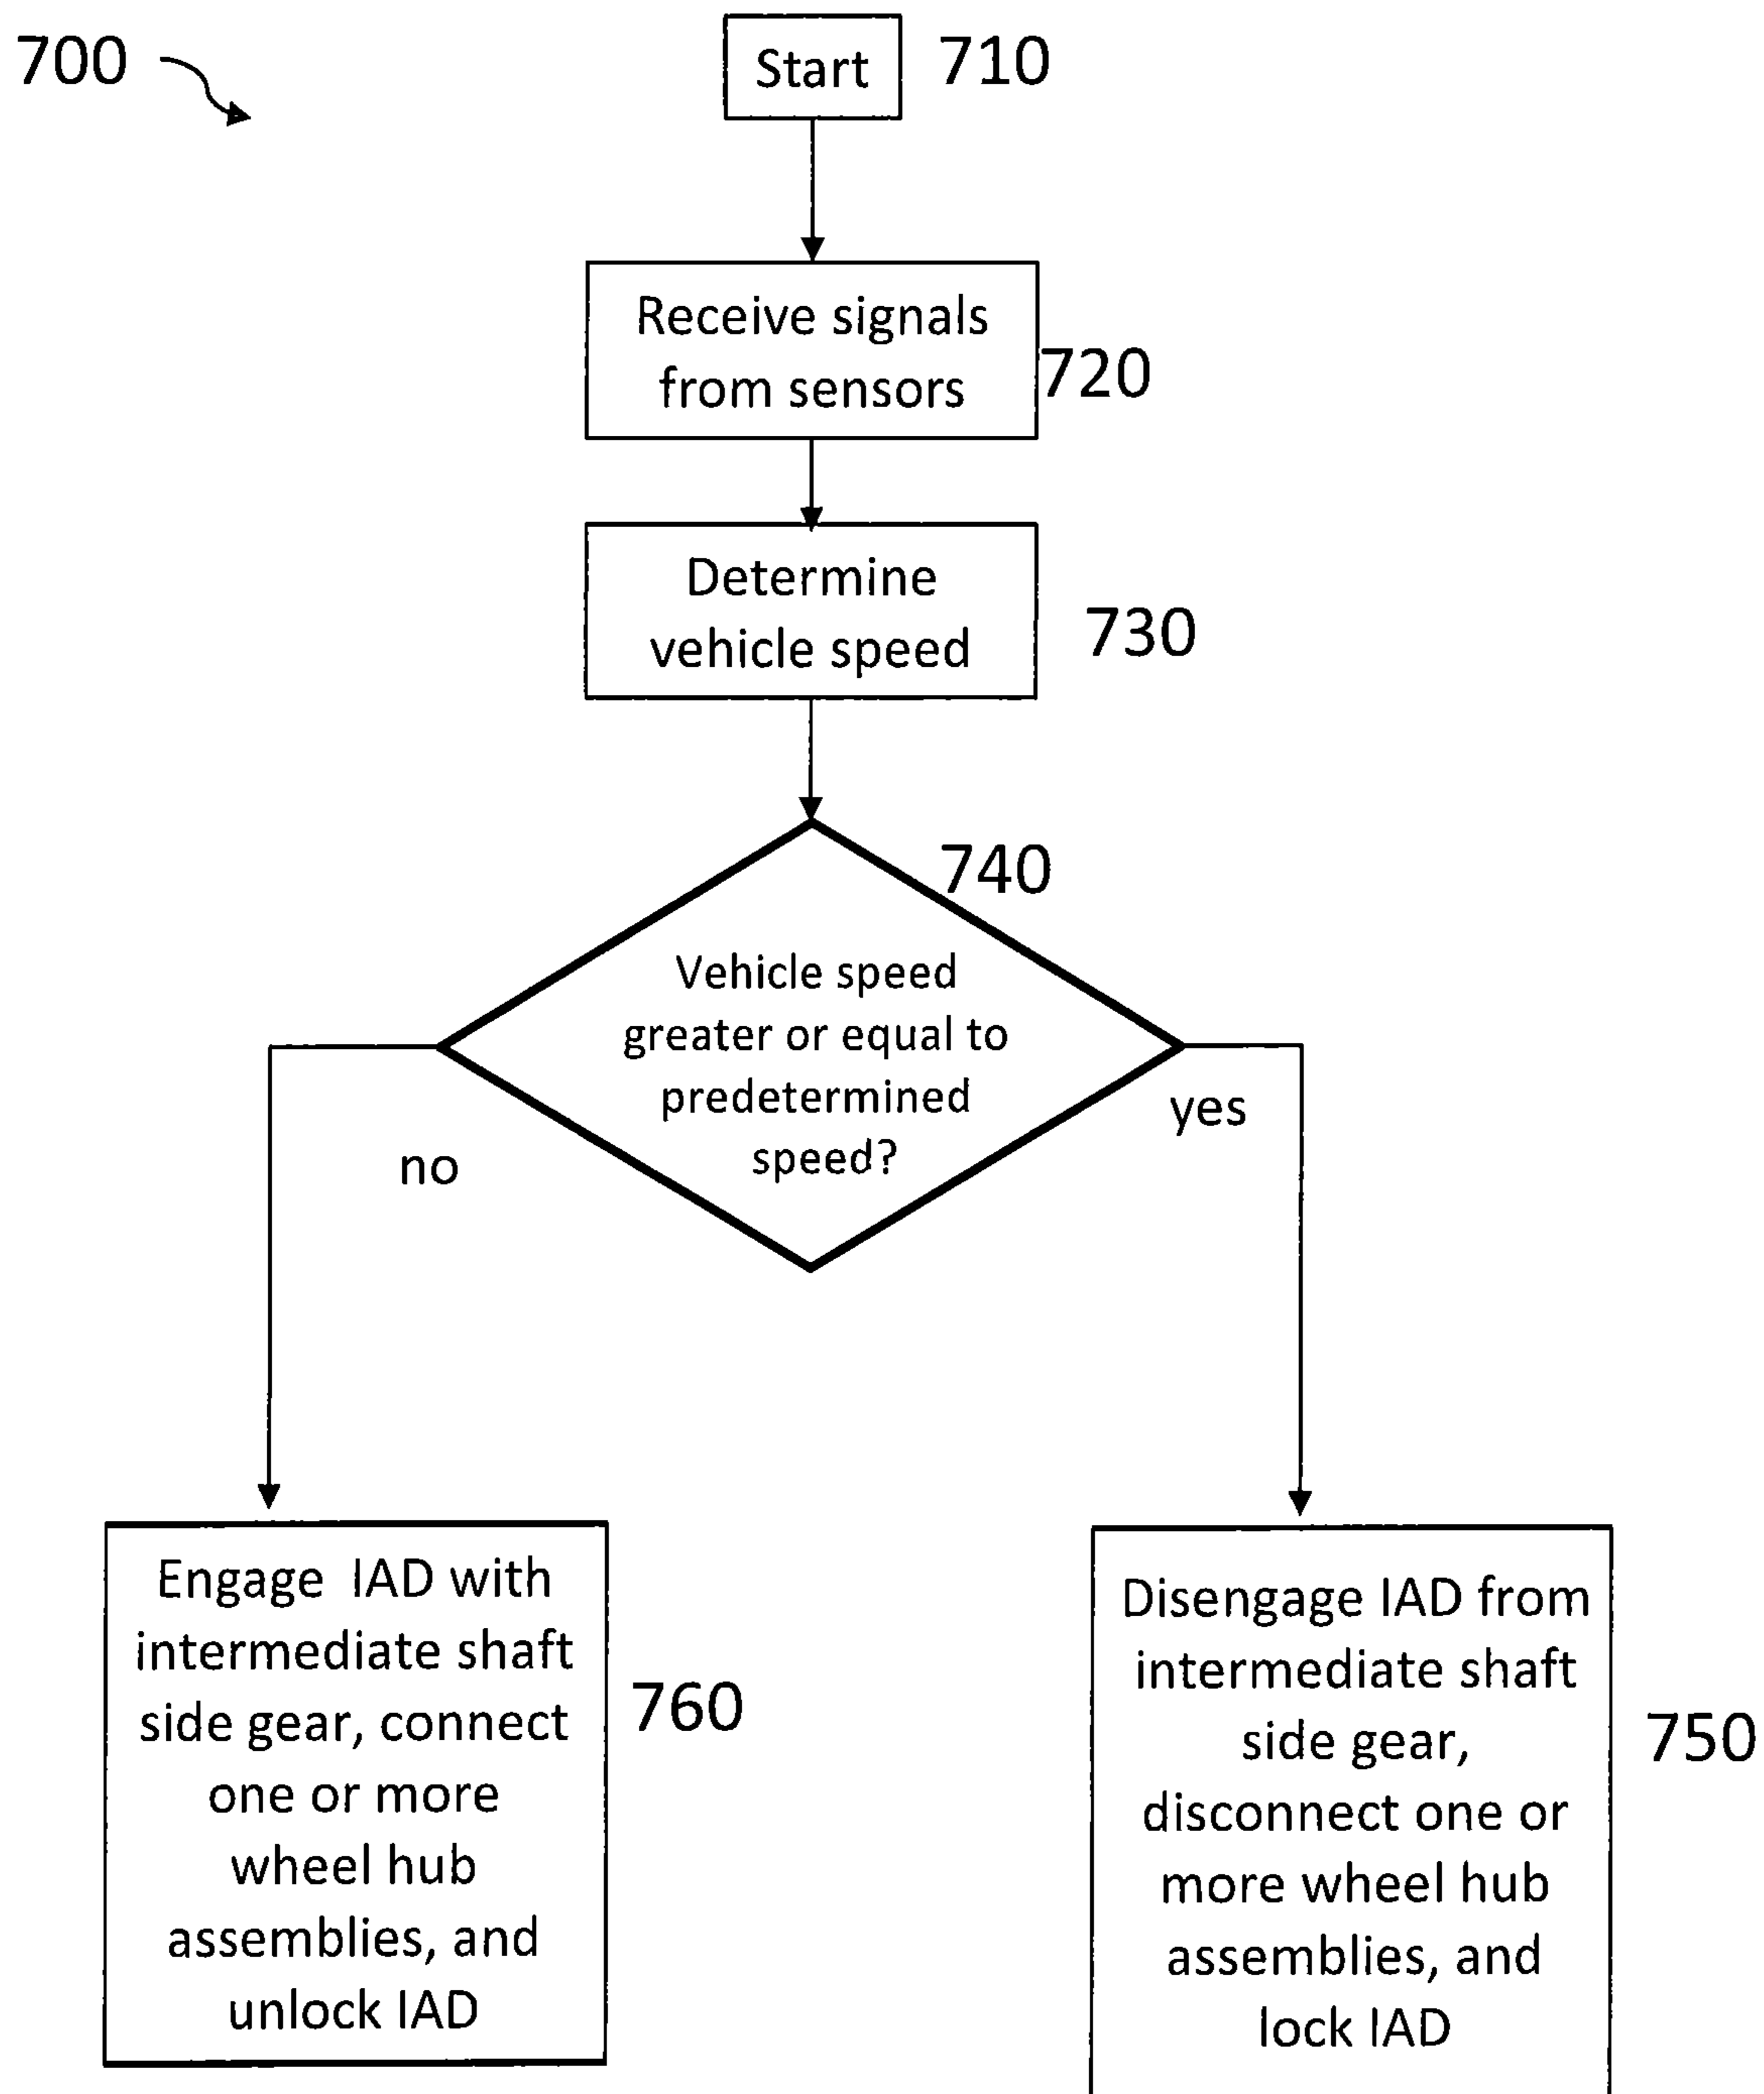 700
Start
710
Receive signals
from sensors
720
Determine
vehicle speed
730
740
Vehicle speed
greater or equal to
predetermined
speed?
no
yes
Engage IAD with
intermediate shaft
side gear, connect
one or more
wheel hub
assemblies, and
unlock IAD
760
Disengage IAD from
intermediate shaft
side gear,
disconnect one or
more wheel hub
assemblies, and
lock IAD
750